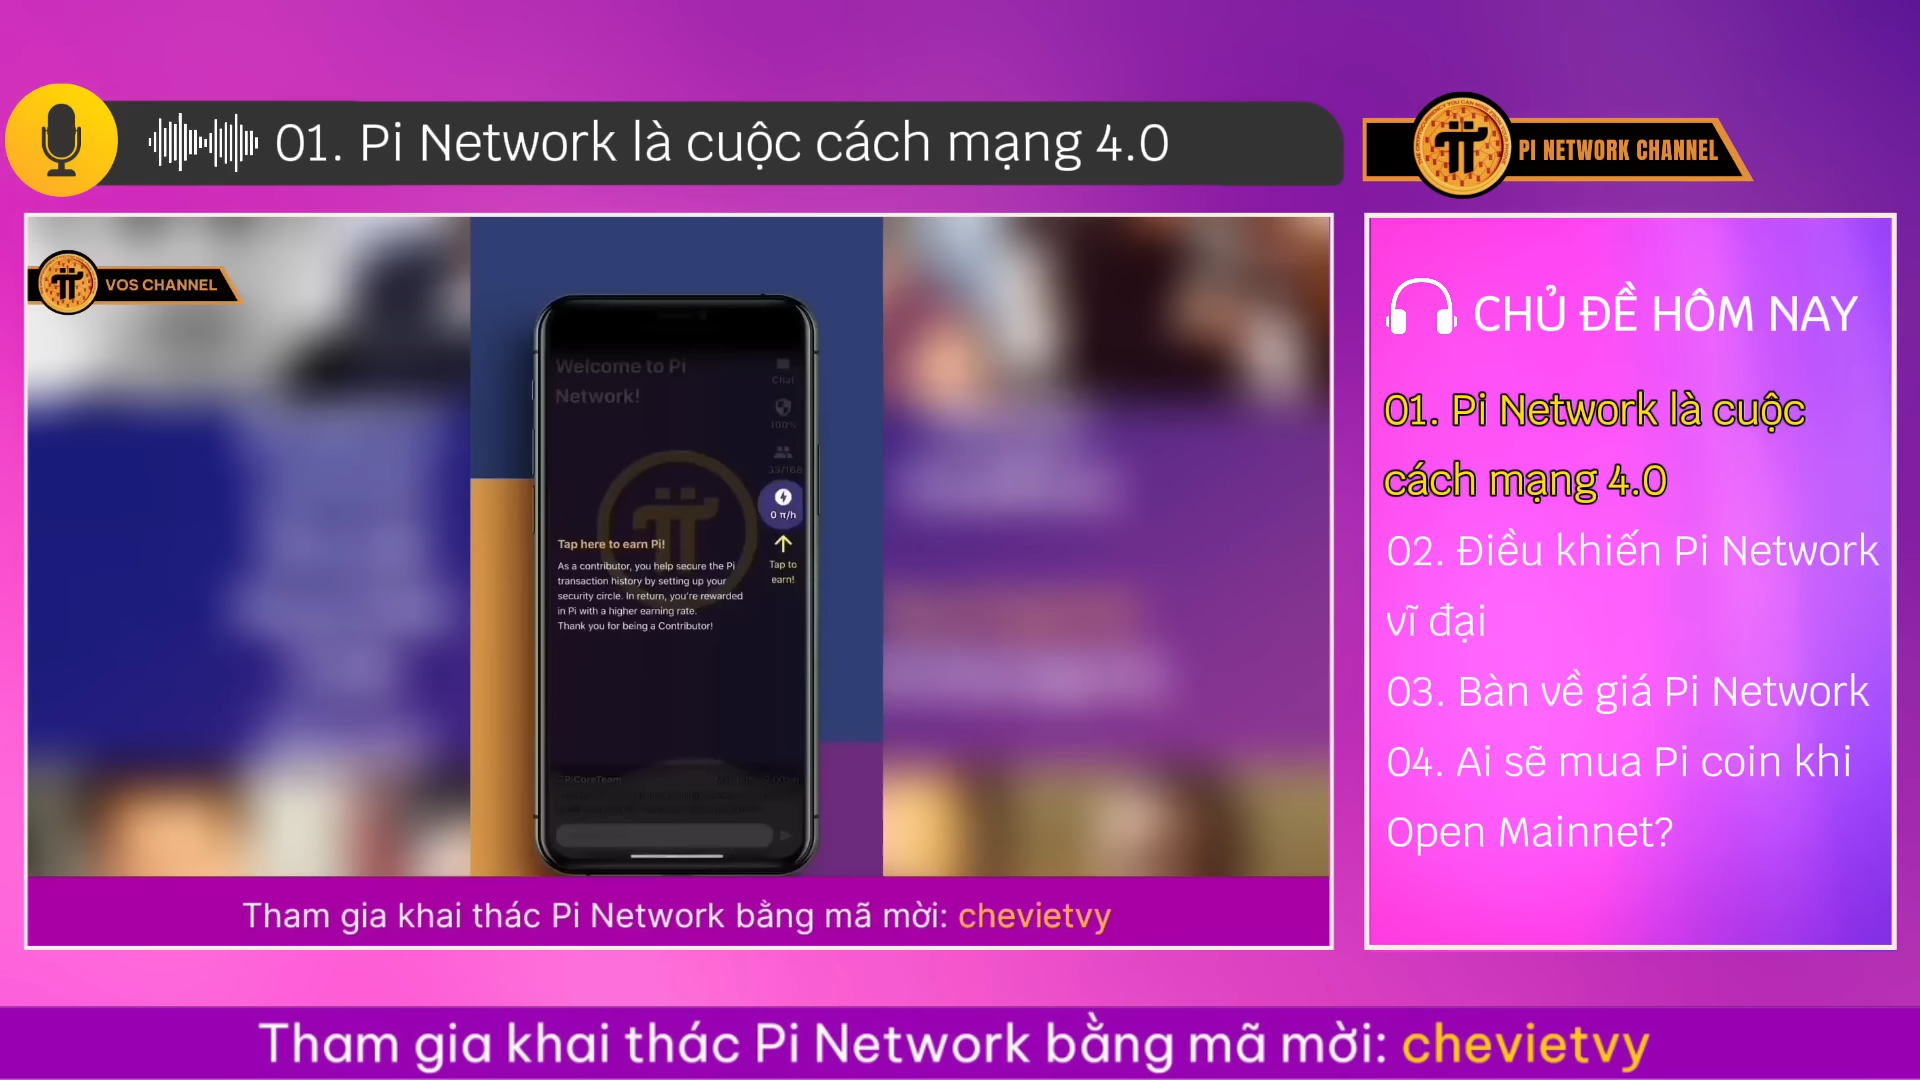 01. Pi Network là cuộc cách mạng 4.0
PI NETWORK CHANNEL
VOS CHANNEL
Welcome to Pi
Network!
Chat
100%
33/168
0 π/h
Tap to
earn!
Tap here to earn Pi!
As a contributor, you help secure the Pi
transaction history by setting up your
security circle. In return, you're rewarded
in Pi with a higher earning rate.
Thank you for being a Contributor!
PiCoreTeam
Tham gia khai thác Pi Network bằng mã mời: chevietvy
CHỦ ĐỀ HÔM NAY
01. Pi Network là cuộc
cách mạng 4.0
02. Điều khiến Pi Network
vĩ đại
03. Bàn về giá Pi Network
04. Ai sẽ mua Pi coin khi
Open Mainnet?
Tham gia khai thác Pi Network bằng mã mời: chevietvy